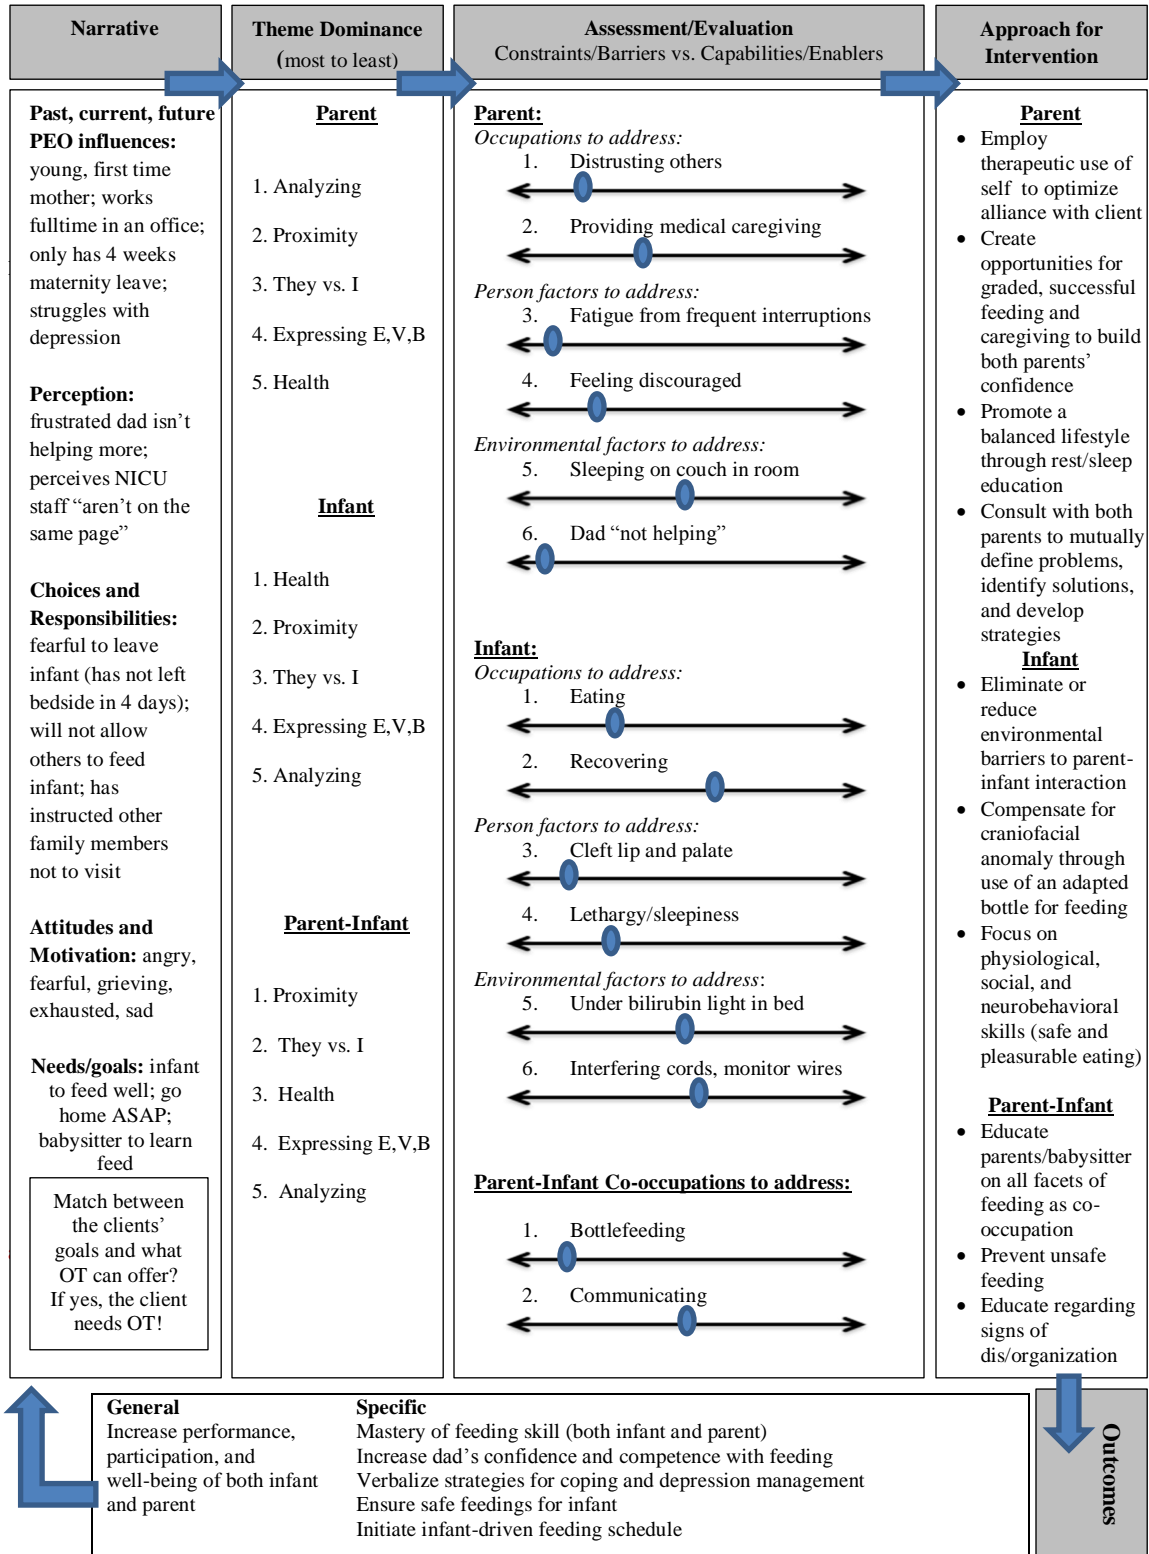 Narrative
Theme Dominance
(most to least)
Assessment/Evaluation
Constraints/Barriers vs. Capabilities/Enablers
Approach for
Intervention
Past, current, future
PEO influences:
young, first time
mother; works
fulltime in an office;
only has 4 weeks
maternity leave;
struggles with
depression
Perception:
frustrated dad isn't
helping more;
perceives NICU
staff "aren't on the
same page"
Choices and
Responsibilities:
fearful to leave
infant (has not left
bedside in 4 days);
will not allow
others to feed
infant; has
instructed other
family members
not to visit
Attitudes and
Motivation: angry,
fearful, grieving,
exhausted, sad
Needs/goals: infant
to feed well; go
home ASAP;
babysitter to learn
feed
Match between
the clients'
goals and what
OT can offer?
If yes, the client
needs OT!
Parent
1. Analyzing
2. Proximity
3. They vs. I
4. Expressing E,V,B
5. Health
Infant
1. Health
2. Proximity
3. They vs. I
4. Expressing E,V,B
5. Analyzing
Parent-Infant
1. Proximity
2. They vs. I
3. Health
4. Expressing E,V,B
5. Analyzing
Parent:
Occupations to address:
1. Distrusting others
2. Providing medical caregiving
Person factors to address:
3. Fatigue from frequent interruptions
4. Feeling discouraged
Environmental factors to address:
5. Sleeping on couch in room
6. Dad "not helping"
Infant:
Occupations to address:
1. Eating
2. Recovering
Person factors to address:
3. Cleft lip and palate
4. Lethargy/sleepiness
Environmental factors to address:
5. Under bilirubin light in bed
6. Interfering cords, monitor wires
Parent-Infant Co-occupations to address:
1. Bottlefeeding
2. Communicating
Parent
• Employ
therapeutic use of
self to optimize
alliance with client
• Create
opportunities for
graded, successful
feeding and
caregiving to build
both parents'
confidence
• Promote a
balanced lifestyle
through rest/sleep
education
• Consult with both
parents to mutually
define problems,
identify solutions,
and develop
strategies
Infant
• Eliminate or
reduce
environmental
barriers to parent-
infant interaction
• Compensate for
craniofacial
anomaly through
use of an adapted
bottle for feeding
• Focus on
physiological,
social, and
neurobehavioral
skills (safe and
pleasurable eating)
Parent-Infant
• Educate
parents/babysitter
on all facets of
feeding as co-
occupation
• Prevent unsafe
feeding
• Educate regarding
signs of
dis/organization
General
Increase performance,
participation, and
well-being of both infant
and parent
Specific
Mastery of feeding skill (both infant and parent)
Increase dad's confidence and competence with feeding
Verbalize strategies for coping and depression management
Ensure safe feedings for infant
Initiate infant-driven feeding schedule
Outcomes